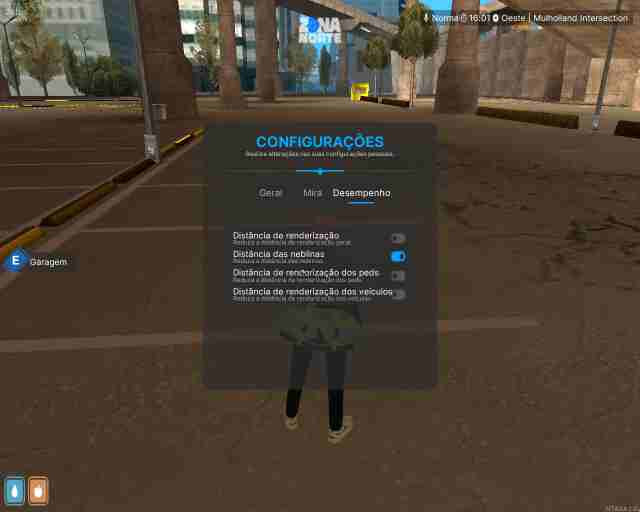 ZONA
NORTE
Normal 16:01 Oeste | Mulholland Intersection
CONFIGURAÇÕES
Realize alterações nas suas configurações pessoais.
Geral Mira Desempenho
Distância de renderização
Reduza a distância de renderização geral
Distância das neblinas
Reduza a distância das neblinas
Distância de renderização dos peds
Reduza a distância de renderização dos peds
Distância de renderização dos veículos
Reduza a distância de renderização dos veículos
E Garagem